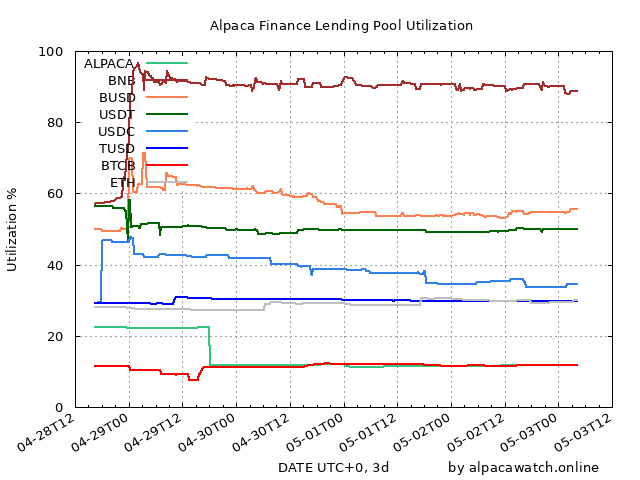 Alpaca Finance Lending Pool Utilization
Utilization %
100
80
60
40
20
0
ALPACA
BNB
BUSD
USDT
USDC
TUSD
BTCB
ETH
04-28T12
04-29T00
04-29T12
04-30T00
04-30T12
05-01T00
05-01T12
05-02T00
05-02T12
05-03T00
05-03T12
DATE UTC+0, 3d
by alpacawatch.online